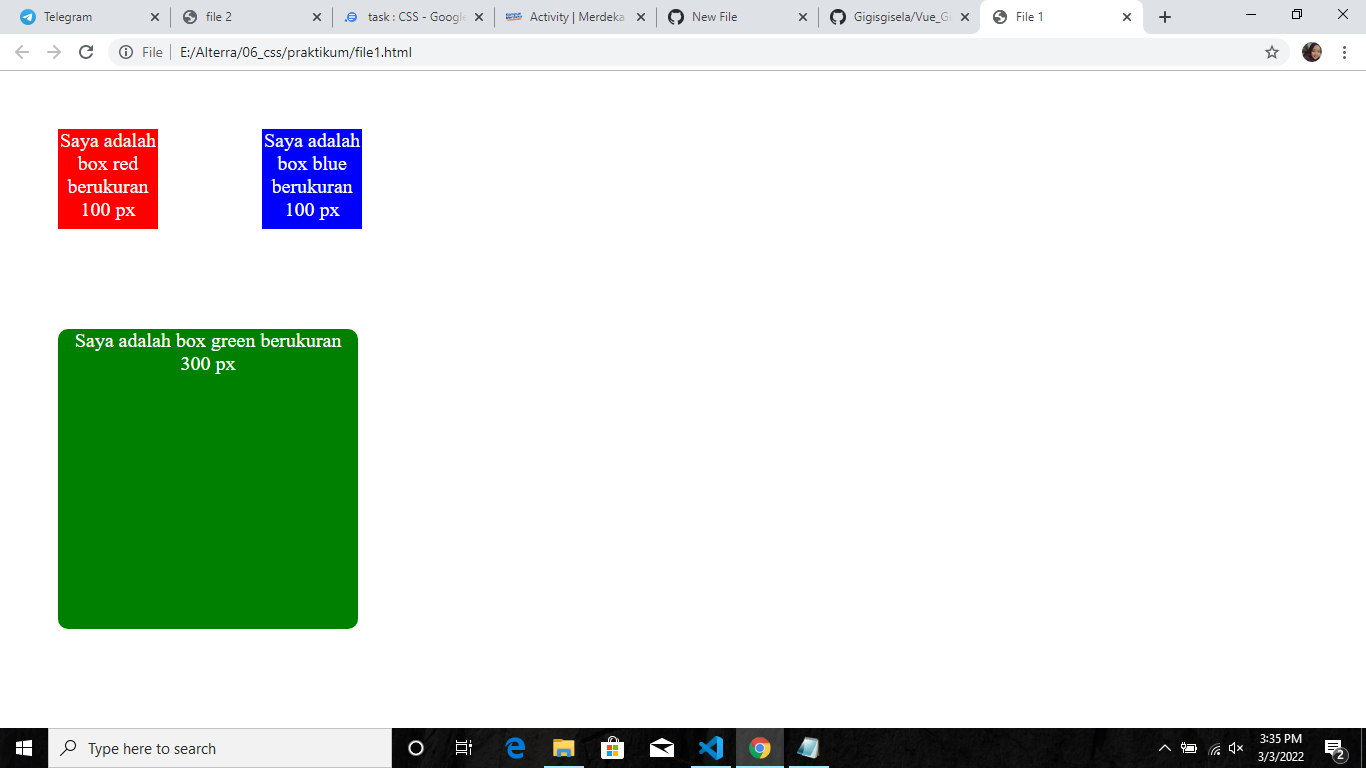 Telegram
file 2
task : CSS - Google
Activity | Merdeka
New File
Gigisgisela/Vue_Gi
File 1
File
E:/Alterra/06_css/praktikum/file1.html
Saya adalah
box red
berukuran
100 px
Saya adalah
box blue
berukuran
100 px
Saya adalah box green berukuran
300 px
Type here to search
3:35 PM
3/3/2022
2